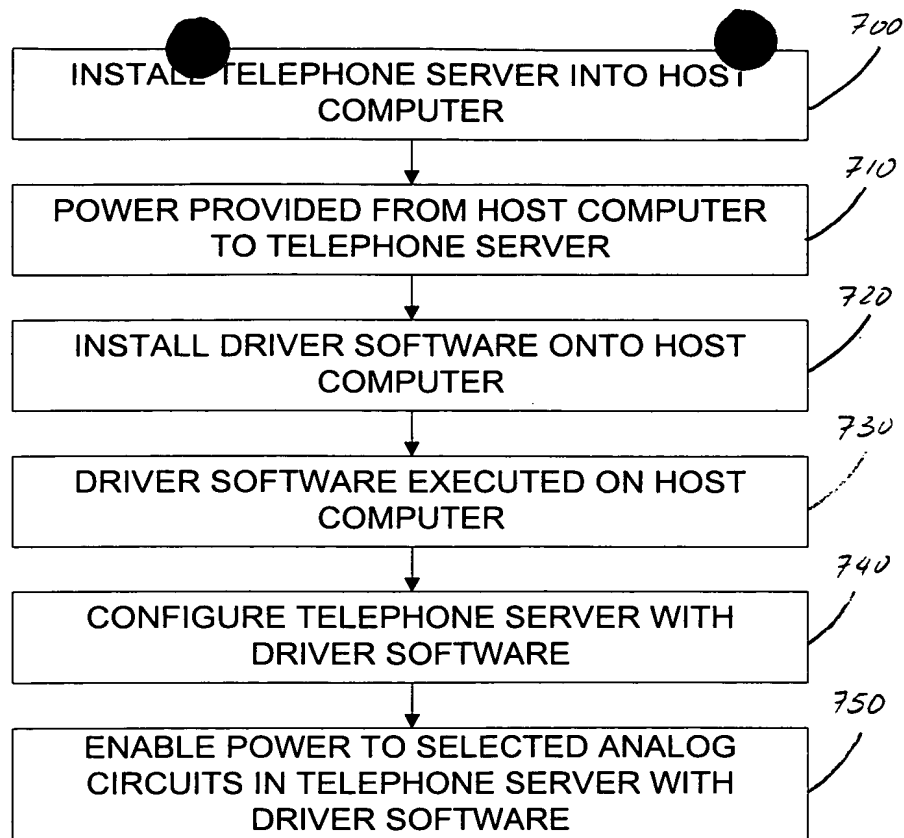 700
INSTALL TELEPHONE SERVER INTO HOST
COMPUTER
710
POWER PROVIDED FROM HOST COMPUTER
TO TELEPHONE SERVER
720
INSTALL DRIVER SOFTWARE ONTO HOST
COMPUTER
730
DRIVER SOFTWARE EXECUTED ON HOST
COMPUTER
740
CONFIGURE TELEPHONE SERVER WITH
DRIVER SOFTWARE
750
ENABLE POWER TO SELECTED ANALOG
CIRCUITS IN TELEPHONE SERVER WITH
DRIVER SOFTWARE